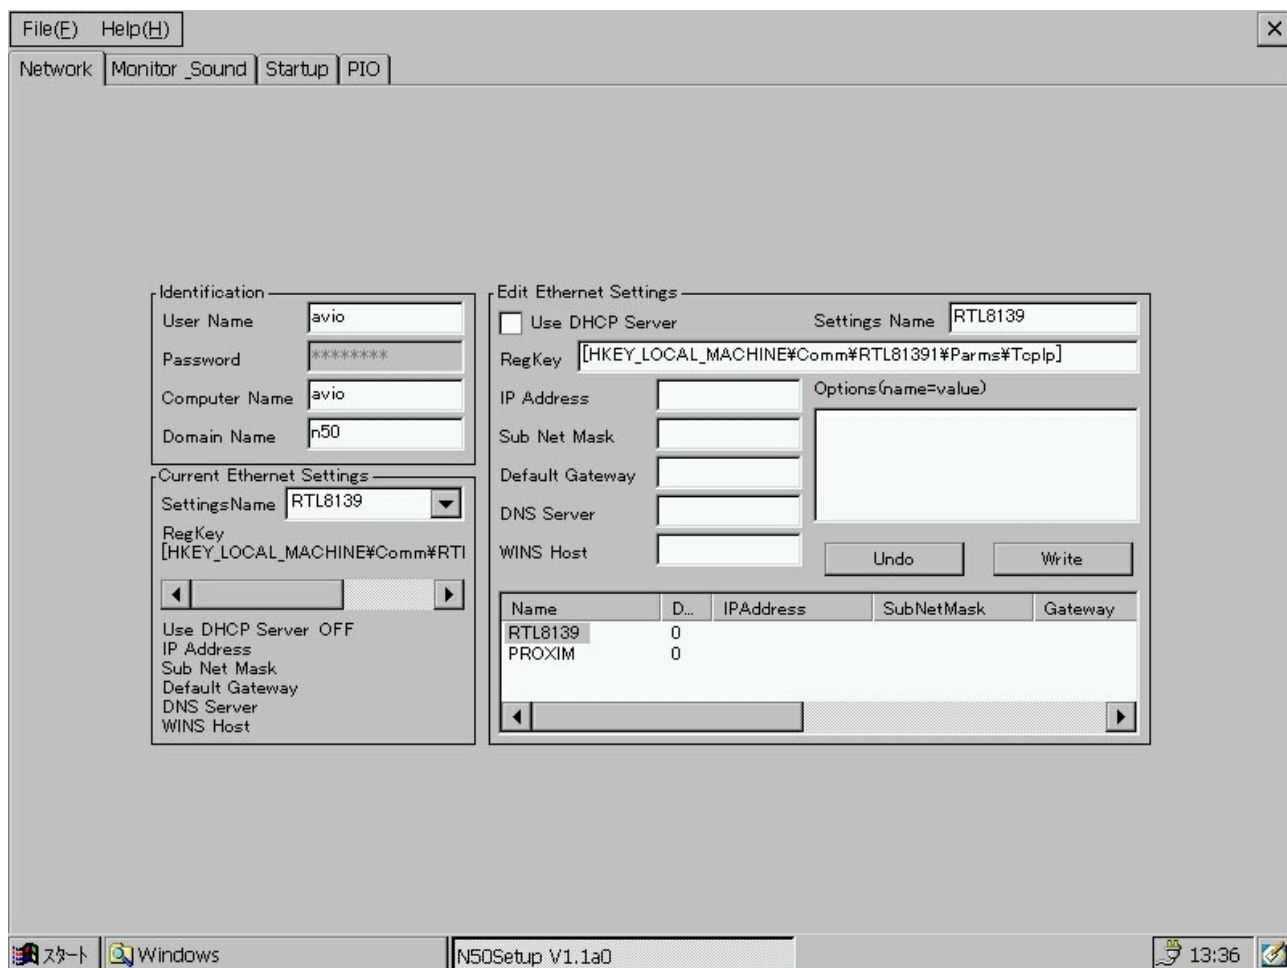 File(F) Help(H)
Network Monitor_Sound Startup PIO
Identification
User Name avio
Password ********
Computer Name avio
Domain Name n50
Current Ethernet Settings
SettingsName RTL8139
RegKey
[HKEY_LOCAL_MACHINE¥Comm¥RTI
Use DHCP Server OFF
IP Address
Sub Net Mask
Default Gateway
DNS Server
WINS Host
Edit Ethernet Settings
Use DHCP Server Settings Name RTL8139
RegKey [HKEY_LOCAL_MACHINE¥Comm¥RTL81391¥Parms¥TcpIp]
IP Address Options(name=value)
Sub Net Mask
Default Gateway
DNS Server
WINS Host Undo Write
Name D... IPAddress SubNetMask Gateway
RTL8139 0
PROXIM 0
スタート Windows N50Setup V1.1a0 13:36